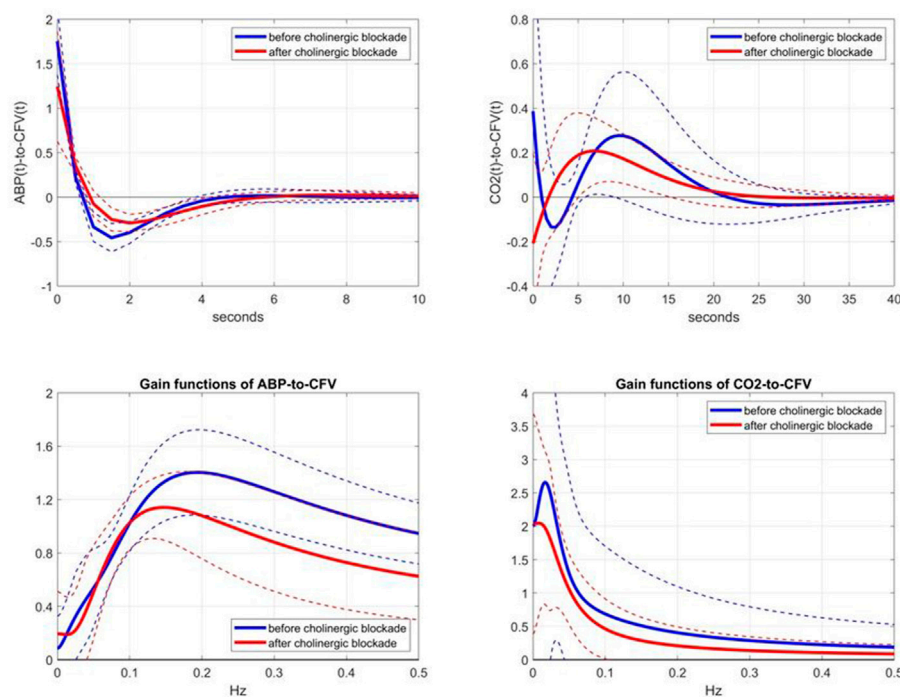 2
1.5
1
0.5
0
-0.5
-1
ABP(t)-to-CFV(t)
before cholinergic blockade
after cholinergic blockade
0 2 4 6 8 10
seconds
0.8
0.6
0.4
0.2
0
-0.2
-0.4
CO2(t)-to-CFV(t)
before cholinergic blockade
after cholinergic blockade
0 5 10 15 20 25 30 35 40
seconds
Gain functions of ABP-to-CFV
2
1.6
1.2
0.8
0.4
0
before cholinergic blockade
after cholinergic blockade
0 0.1 0.2 0.3 0.4 0.5
Hz
Gain functions of CO2-to-CFV
4
3.5
3
2.5
2
1.5
1
0.5
0
before cholinergic blockade
after cholinergic blockade
0 0.1 0.2 0.3 0.4 0.5
Hz